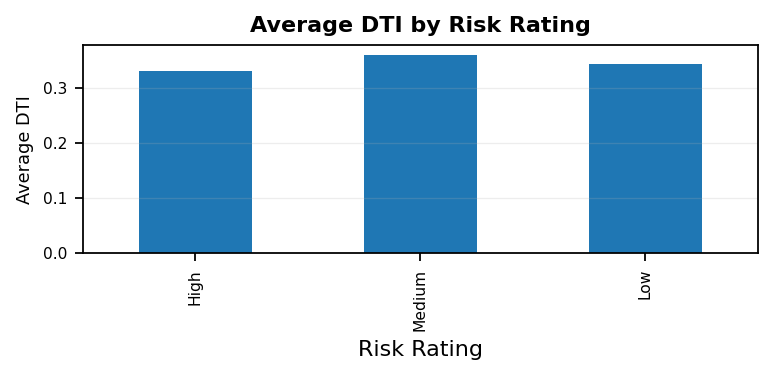 Average DTI by Risk Rating
Average DTI
0.3
0.2
0.1
0.0
High
Medium
Low
Risk Rating